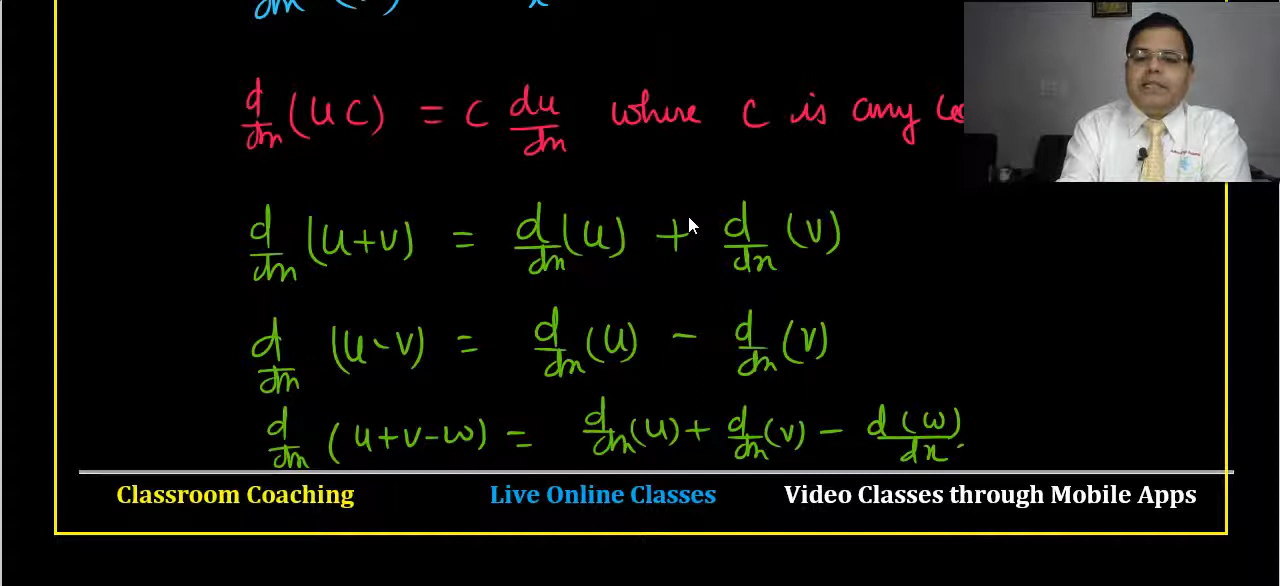 d/dx (uc) = c du/dx where c is any
d/dx (u+v) = d/dx (u) + d/dx (v)
d/dx (u-v) = d/dx (u) - d/dx (v)
d/dx (u+v-w) = d/dx (u) + d/dx (v) - d(w)/dx
Classroom Coaching Live Online Classes Video Classes through Mobile Apps